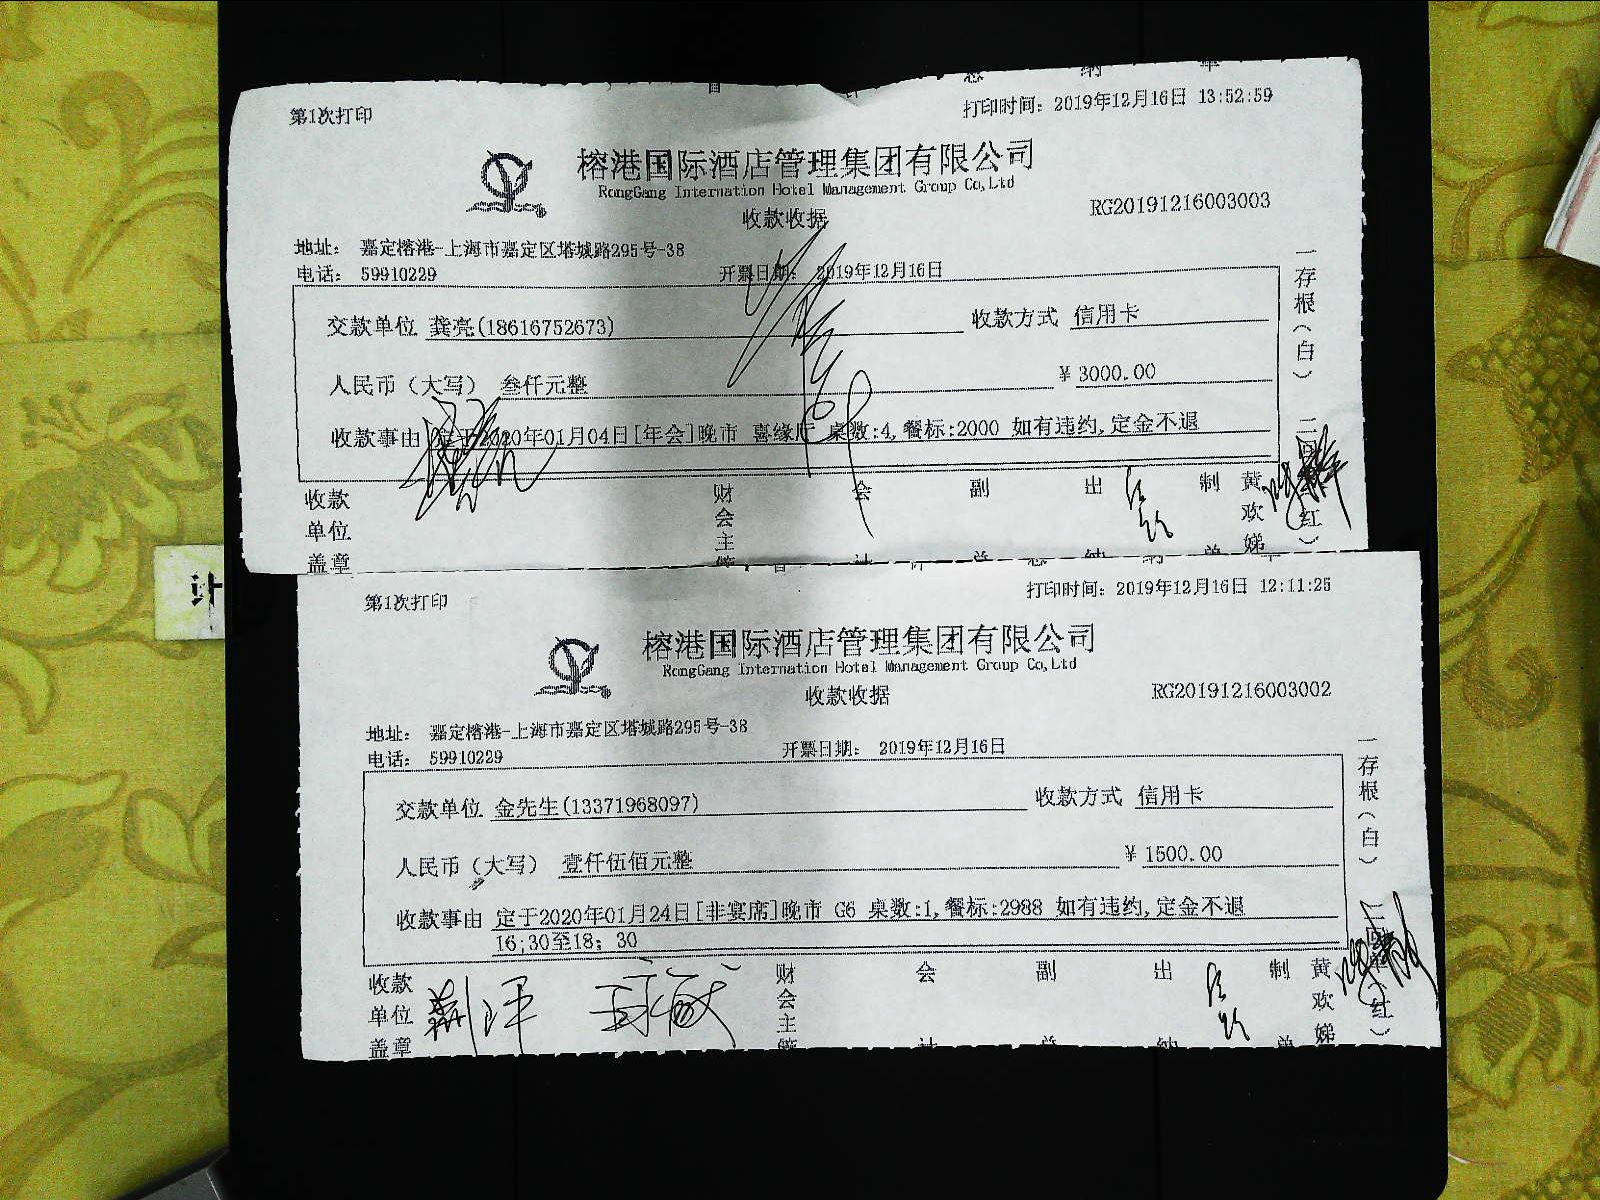 第1次打印
打印时间：2019年12月16日 13:52:59
榕港国际酒店管理集团有限公司
RongGang Internation Hotel Management Group Co,Ltd
收款收据
RG20191216003003
地址： 嘉定榕港-上海市嘉定区塔城路295号-38
电话： 59910229
开票日期： 2019年12月16日
交款单位 龚亮(18616752673)
收款方式 信用卡
人民币（大写） 叁仟元整
￥3000.00
收款事由 定于2020年01月04日[年会]晚市 喜缘厅 桌数:4,餐标:2000 如有违约,定金不退
一存根（白）
收款单位盖章
财会主管
会计
副总
出纳
制单
黄欢娣
第1次打印
打印时间：2019年12月16日 12:11:25
榕港国际酒店管理集团有限公司
RongGang Internation Hotel Management Group Co,Ltd
收款收据
RG20191216003002
地址： 嘉定榕港-上海市嘉定区塔城路295号-38
电话： 59910229
开票日期： 2019年12月16日
交款单位 金先生(13371968097)
收款方式 信用卡
人民币（大写） 壹仟伍佰元整
￥1500.00
收款事由 定于2020年01月24日[非宴席]晚市 G6 桌数:1,餐标:2988 如有违约,定金不退
16;30至18；30
一存根（白）
收款单位盖章
财会主管
会计
副总
出纳
制单
黄欢娣